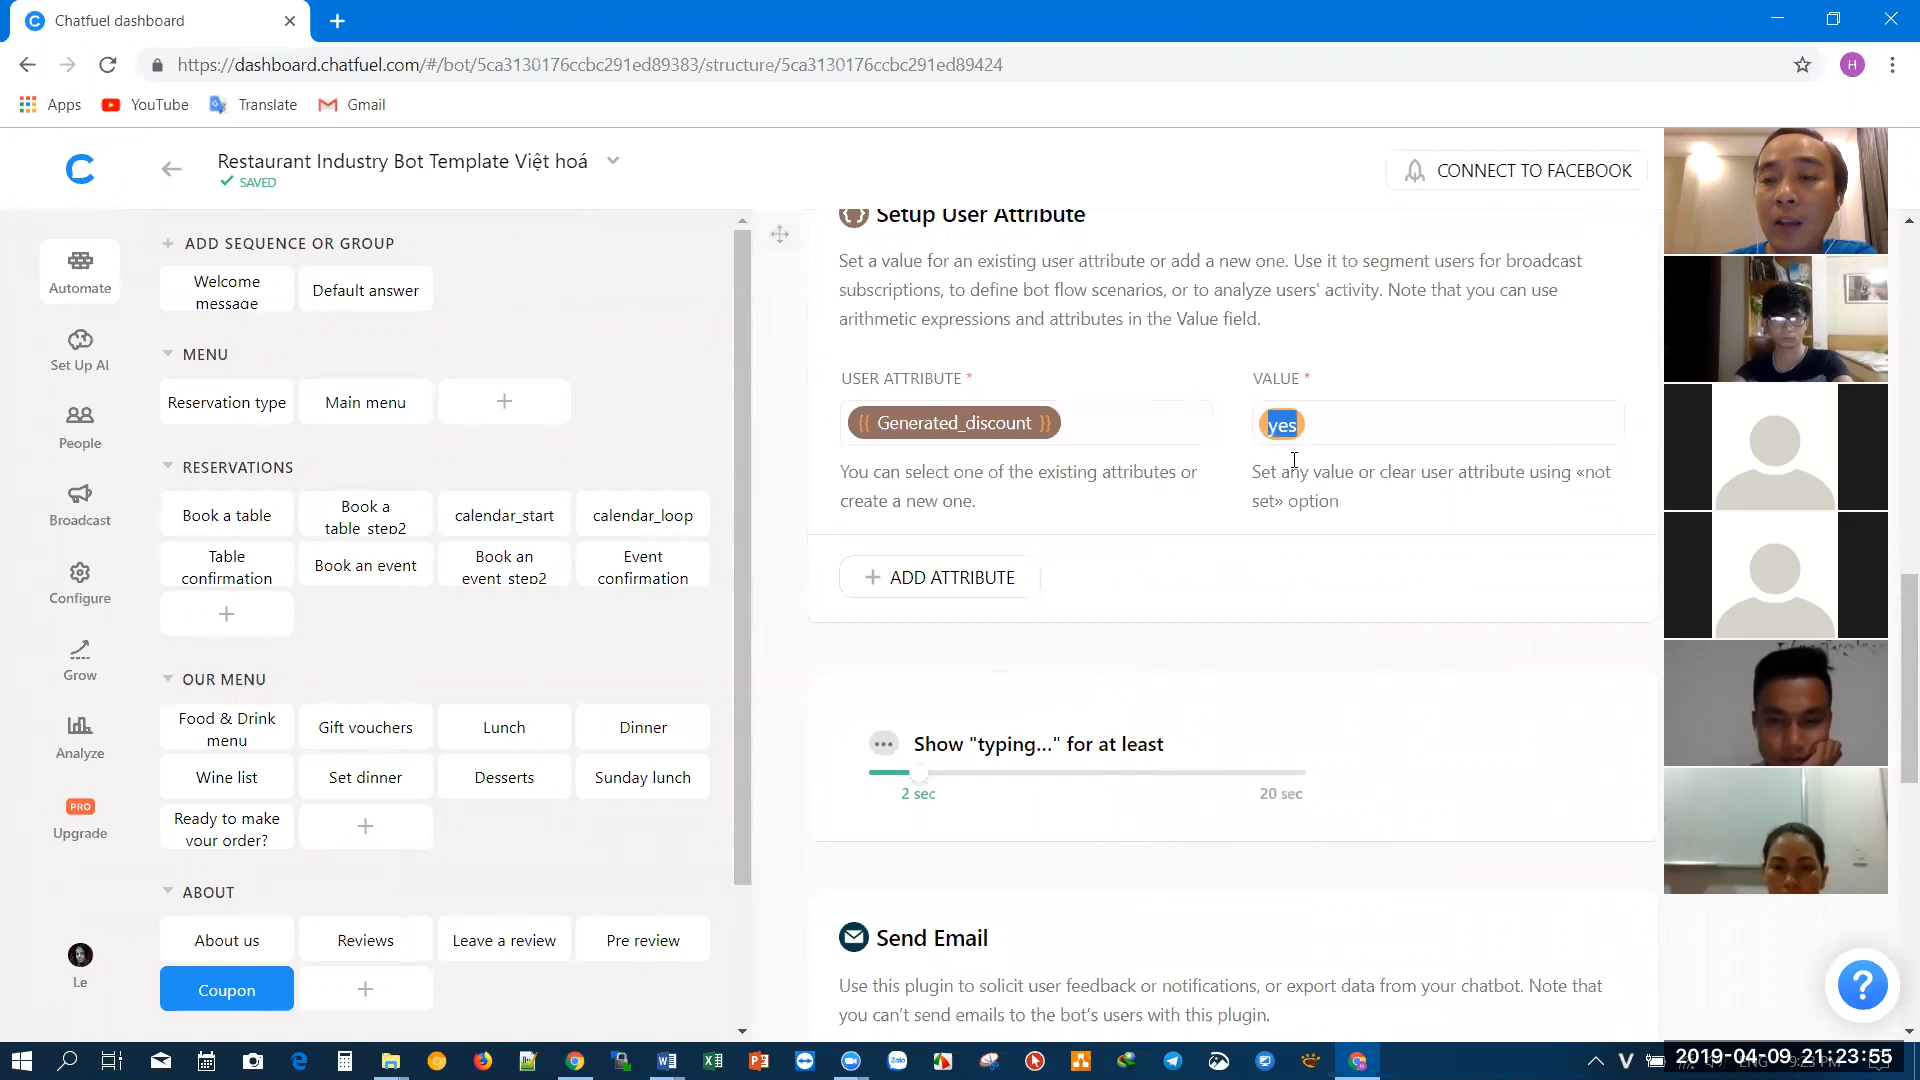 Chatfuel dashboard
https://dashboard.chatfuel.com/#/bot/5ca3130176ccbc291ed89383/structure/5ca3130176ccbc291ed89424
H
Apps
YouTube
Translate
Gmail
Restaurant Industry Bot Template Việt hoá
SAVED
CONNECT TO FACEBOOK
Automate
Set Up AI
People
Broadcast
Configure
Grow
Analyze
PRO
Upgrade
Le
ADD SEQUENCE OR GROUP
Welcome
message
Default answer
MENU
Reservation type
Main menu
RESERVATIONS
Book a table
Book a
table_step2
calendar_start
calendar_loop
Table
confirmation
Book an event
Book an
event_step2
Event
confirmation
OUR MENU
Food & Drink
menu
Gift vouchers
Lunch
Dinner
Wine list
Set dinner
Desserts
Sunday lunch
Ready to make
your order?
ABOUT
About us
Reviews
Leave a review
Pre review
Coupon
Setup User Attribute
Set a value for an existing user attribute or add a new one. Use it to segment users for broadcast
subscriptions, to define bot flow scenarios, or to analyze users' activity. Note that you can use
arithmetic expressions and attributes in the Value field.
USER ATTRIBUTE *
VALUE *
{{ Generated_discount }}
yes
You can select one of the existing attributes or
create a new one.
Set any value or clear user attribute using «not
set» option
ADD ATTRIBUTE
Show "typing..." for at least
2 sec
20 sec
Send Email
Use this plugin to solicit user feedback or notifications, or export data from your chatbot. Note that
you can't send emails to the bot's users with this plugin.
?
2019-04-09 21:23:55